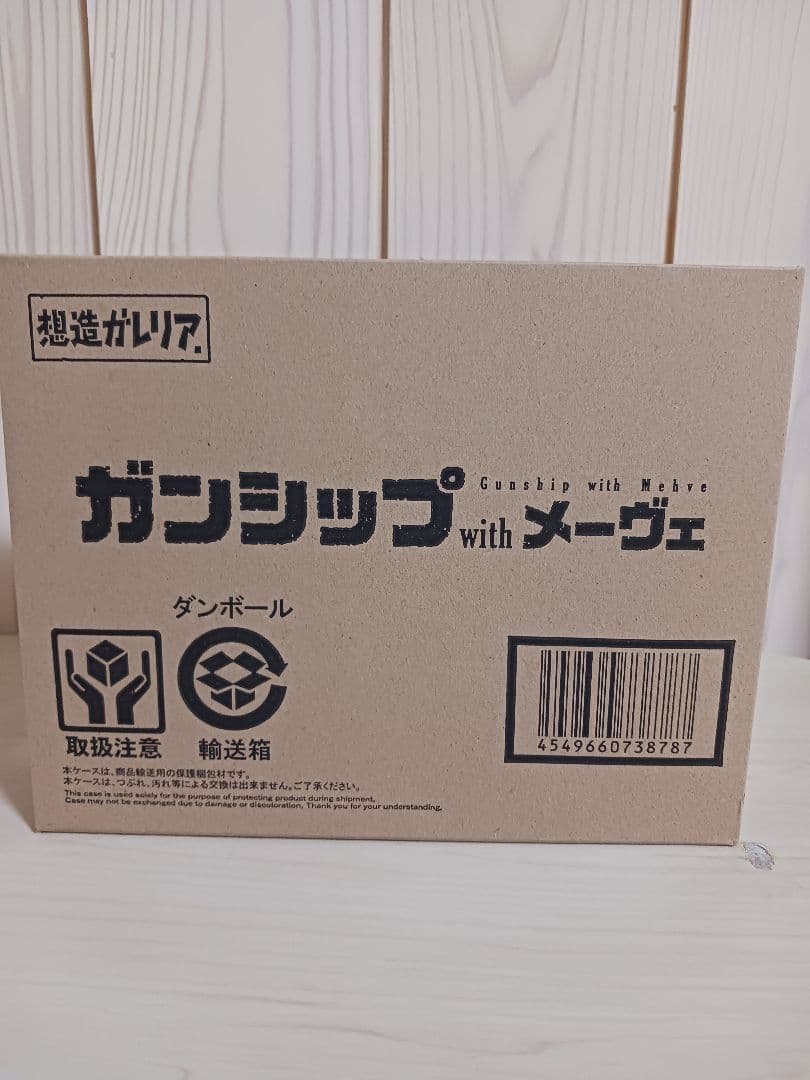 想造ガレリア.
Gunship with Mehve
ガンシップ with メーヴェ
ダンボール
取扱注意
輸送箱
4549660738787
本ケースは、商品輸送用の保護梱包材です。
本ケースは、つぶれ、汚れ等による交換は出来ません。ご了承ください。
This case is used solely for the purpose of protecting product during shipment.
Case may not be exchanged due to damage or discoloration. Thank you for your understanding.